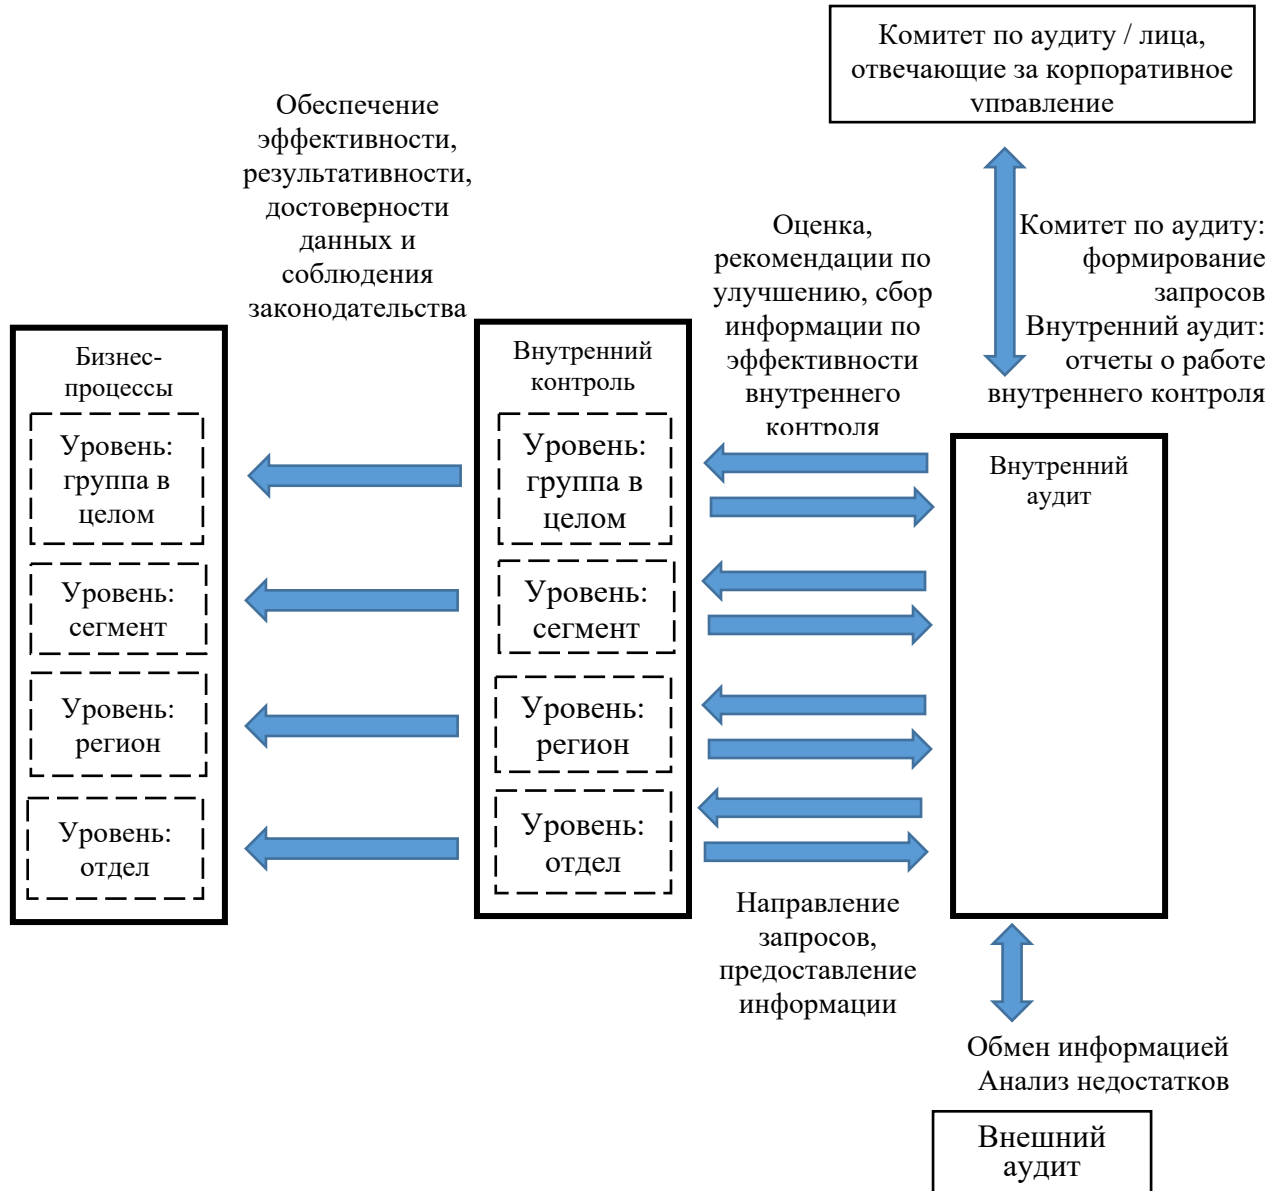 Комитет по аудиту / лица,
отвечающие за корпоративное
управление
Обеспечение
эффективности,
результативности,
достоверности
данных и
соблюдения
законодательства
Оценка,
рекомендации по
улучшению, сбор
информации по
эффективности
внутреннего
контроля
Комитет по аудиту:
формирование
запросов
Внутренний аудит:
отчеты о работе
внутреннего контроля
Бизнес-
процессы
Уровень:
группа в
целом
Уровень:
сегмент
Уровень:
регион
Уровень:
отдел
Внутренний
контроль
Уровень:
группа в
целом
Уровень:
сегмент
Уровень:
регион
Уровень:
отдел
Внутренний
аудит
Направление
запросов,
предоставление
информации
Обмен информацией
Анализ недостатков
Внешний
аудит